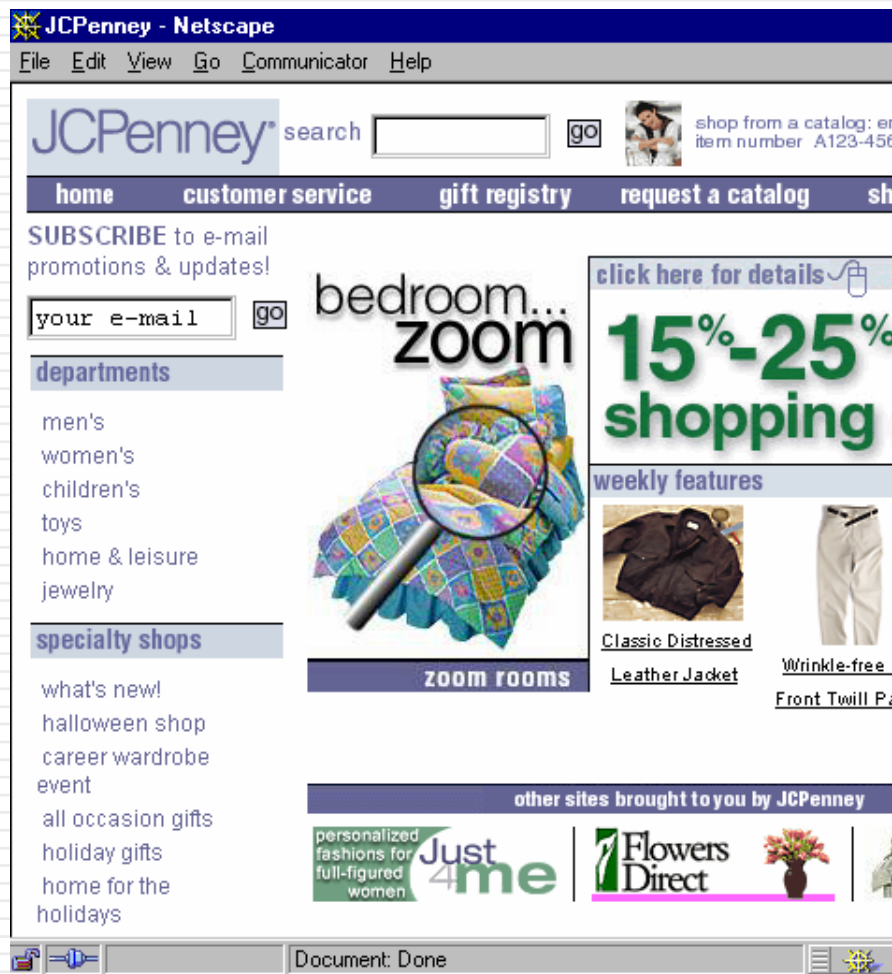 JCPenney - Netscape
File Edit View Go Communicator Help
JCPenney® search go
shop from a catalog:
item number A123-456
home customer service gift registry request a catalog
SUBSCRIBE to e-mail
promotions & updates!
your e-mail go
departments
men's
women's
children's
toys
home & leisure
jewelry
specialty shops
what's new!
halloween shop
career wardrobe
event
all occasion gifts
holiday gifts
home for the
holidays
bedroom...
zoom
zoom rooms
click here for details
15%-25%
shopping
weekly features
Classic Distressed
Leather Jacket
Wrinkle-free
Front Twill
other sites brought to you by JCPenney
personalized
fashions for
full-figured
women
Just
4me
Flowers
Direct
Document: Done